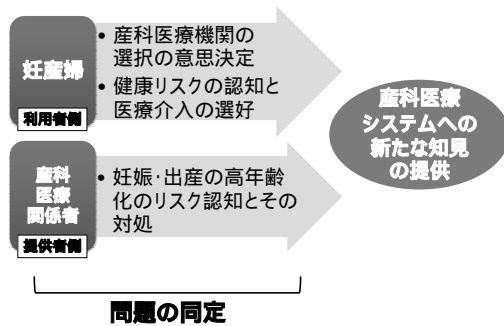 妊産婦
利用者側
• 産科医療機関の
選択の意思決定
• 健康リスクの認知と
医療介入の選好
産科
医療
関係者
提供者側
• 妊娠・出産の高年齢
化のリスク認知とその
対処
産科医療
システムへの
新たな知見
の提供
問題の同定